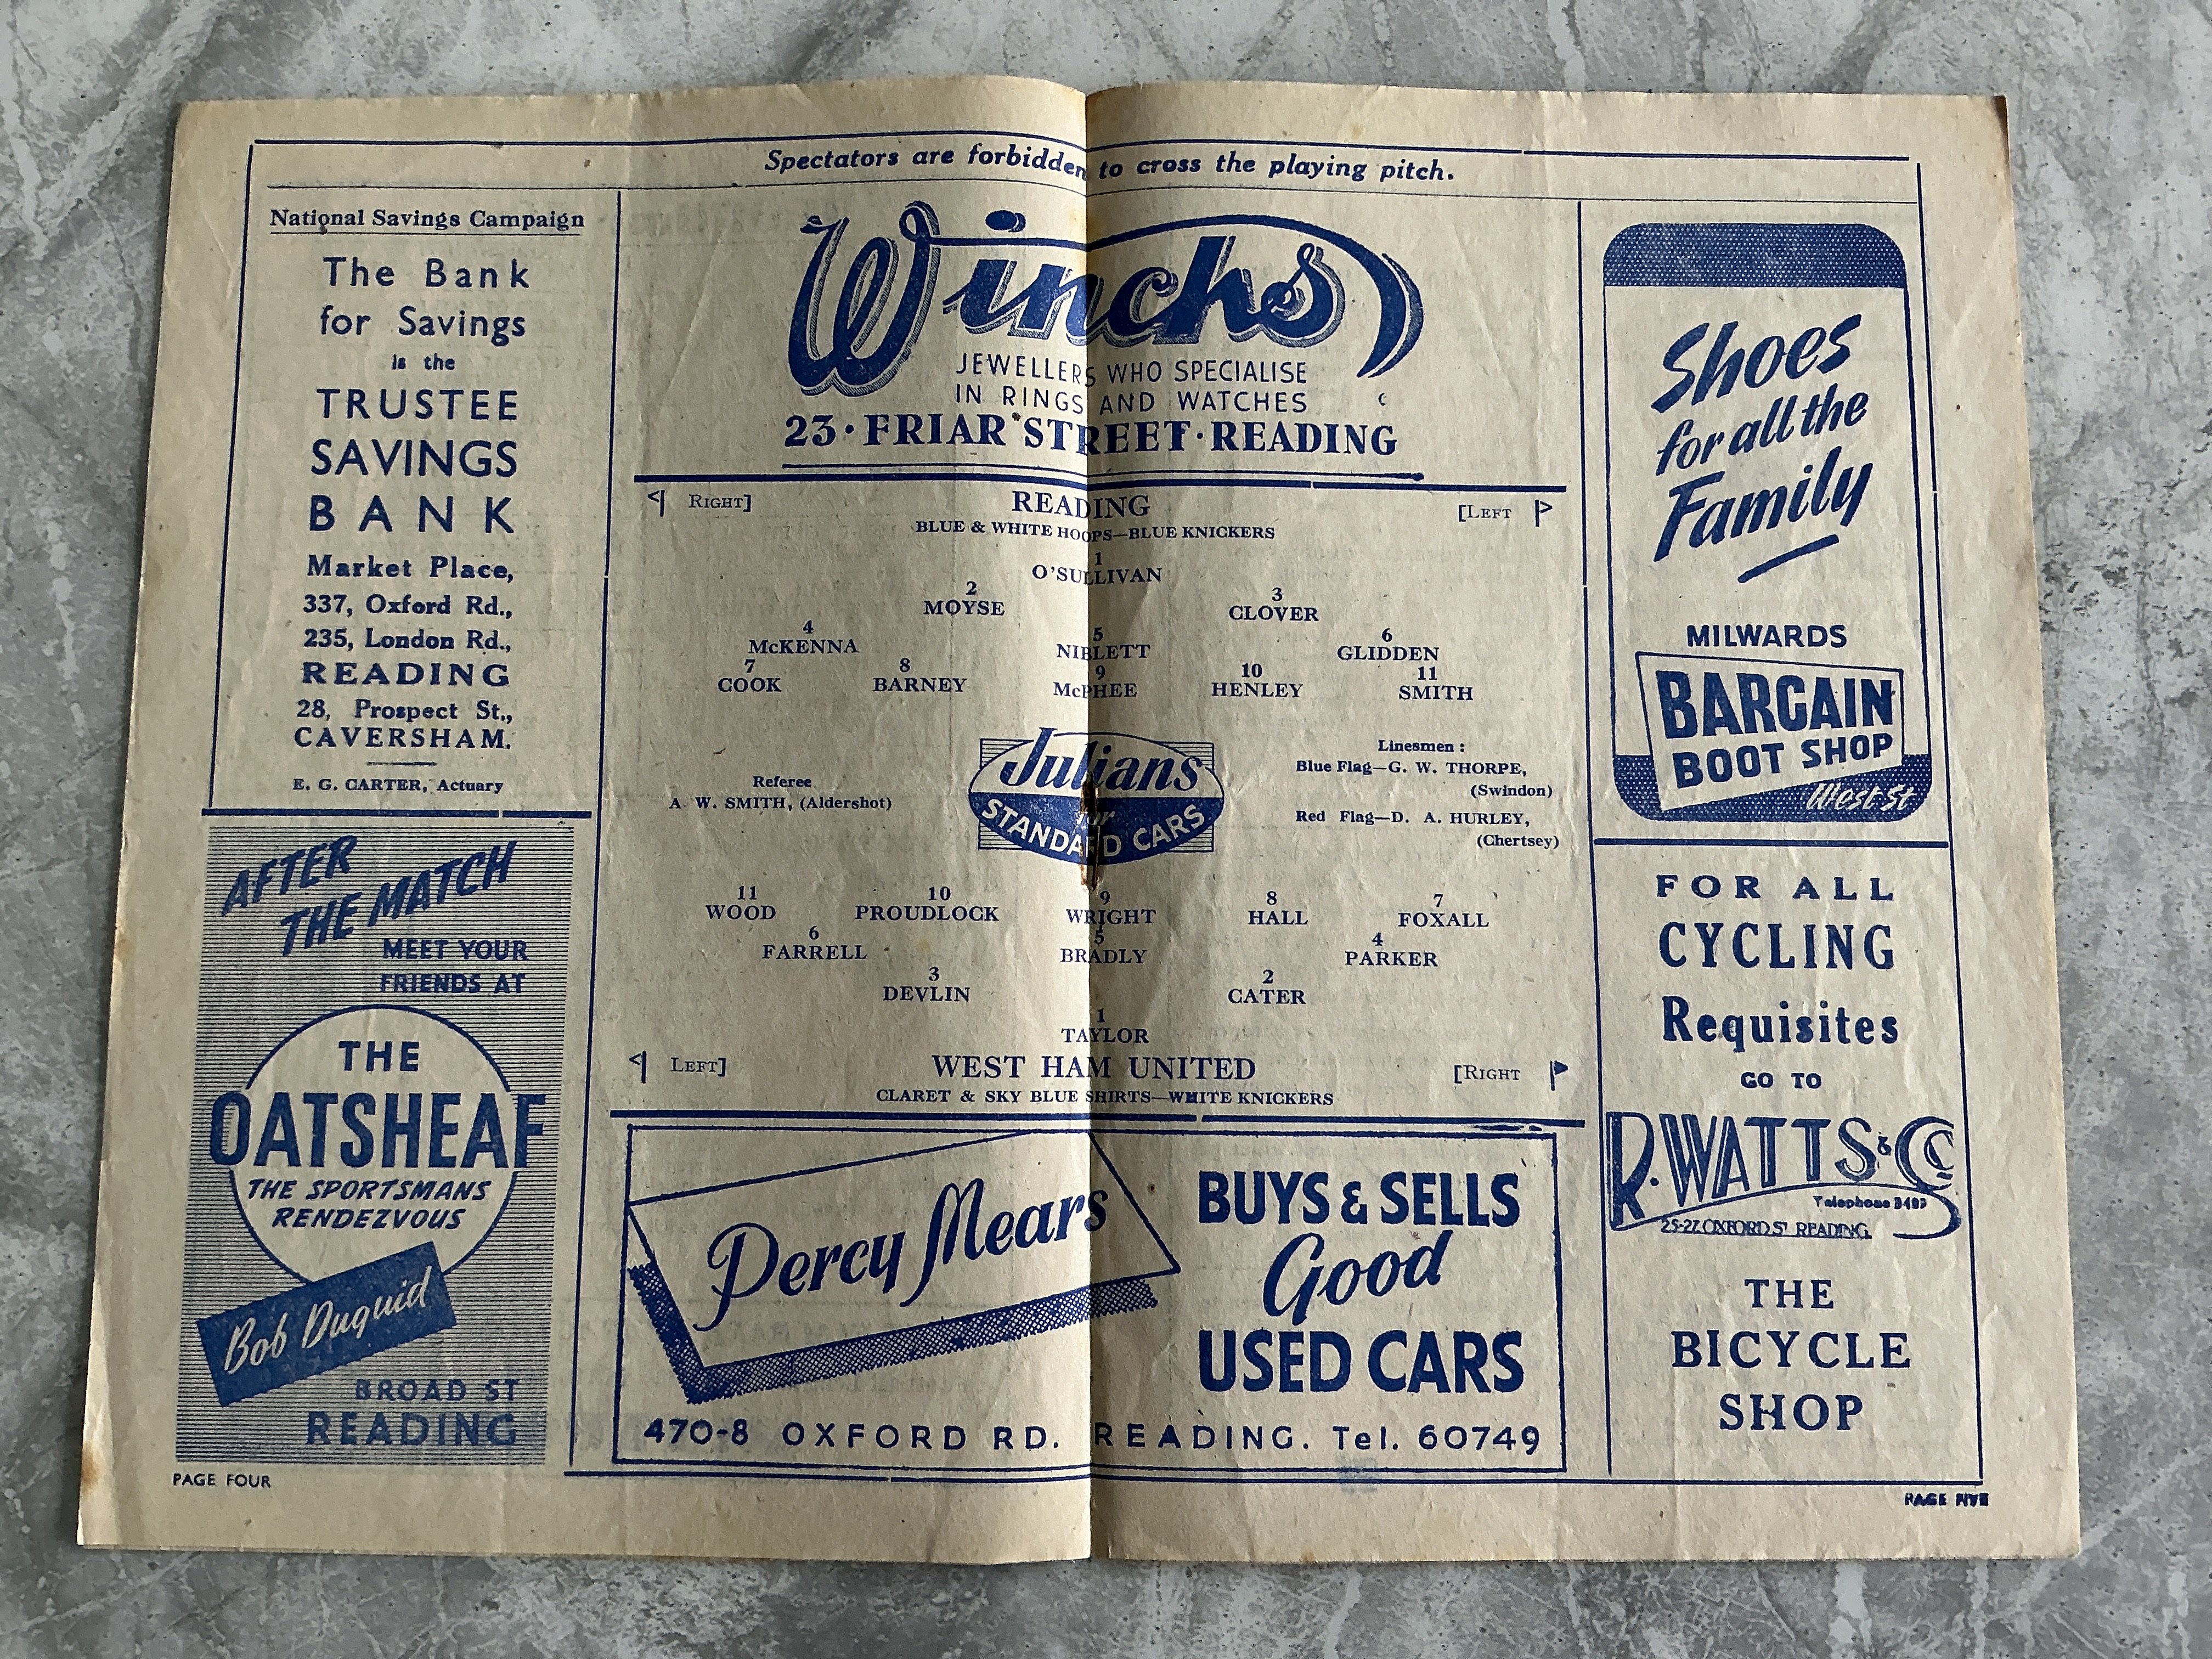 Spectators are forbidden to cross the playing pitch.
National Savings Campaign
The Bank
for Savings
is the
TRUSTEE
SAVINGS
BANK
Market Place,
337, Oxford Rd.,
235, London Rd.,
READING
28, Prospect St.,
CAVERSHAM.
E. G. CARTER, Actuary
AFTER
THE MATCH
MEET YOUR
FRIENDS AT
THE
OATSHEAF
THE SPORTSMANS
RENDEZVOUS
Bob Duguid
BROAD ST
READING
PAGE FOUR
Winchs
JEWELLERS WHO SPECIALISE
IN RINGS AND WATCHES
23 · FRIAR STREET · READING
RIGHT] READING [LEFT
BLUE & WHITE HOOPS—BLUE KNICKERS
1
O'SULLIVAN
2 3
MOYSE CLOVER
4 5 6
McKENNA NIBLETT GLIDDEN
7 8 9 10 11
COOK BARNEY McPHEE HENLEY SMITH
Referee
A. W. SMITH, (Aldershot)
Julians
for
STANDARD CARS
Linesmen :
Blue Flag—G. W. THORPE,
(Swindon)
Red Flag—D. A. HURLEY,
(Chertsey)
11 10 9 8 7
WOOD PROUDLOCK WRIGHT HALL FOXALL
6 5 4
FARRELL BRADLY PARKER
3 2
DEVLIN CATER
1
TAYLOR
LEFT] WEST HAM UNITED [RIGHT
CLARET & SKY BLUE SHIRTS—WHITE KNICKERS
Percy Mears
BUYS & SELLS
Good
USED CARS
470-8 OXFORD RD. READING. Tel. 60749
Shoes
for all the
Family
MILWARDS
BARGAIN
BOOT SHOP
West St
FOR ALL
CYCLING
Requisites
GO TO
R. WATTS & Co.
Telephone 3493
25-27, OXFORD ST READING.
THE
BICYCLE
SHOP
PAGE FIVE